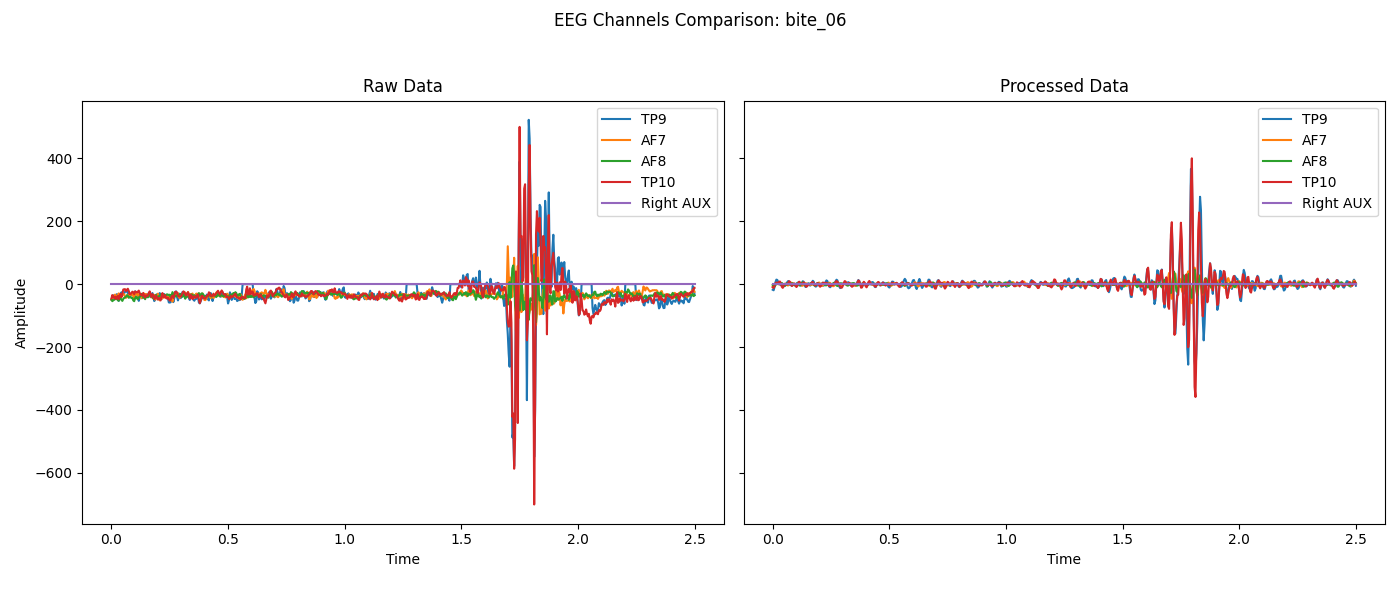 EEG Channels Comparison: bite_06
Raw Data
Processed Data
TP9
AF7
AF8
TP10
Right AUX
TP9
AF7
AF8
TP10
Right AUX
Amplitude
400
200
0
−200
−400
−600
0.0 0.5 1.0 1.5 2.0 2.5
0.0 0.5 1.0 1.5 2.0 2.5
Time
Time